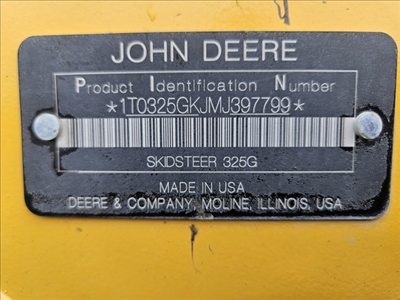 JOHN DEERE
Product Identification Number
*1T0325GKJMJ397799*
SKIDSTEER 325G
MADE IN USA
DEERE & COMPANY, MOLINE, ILLINOIS, USA